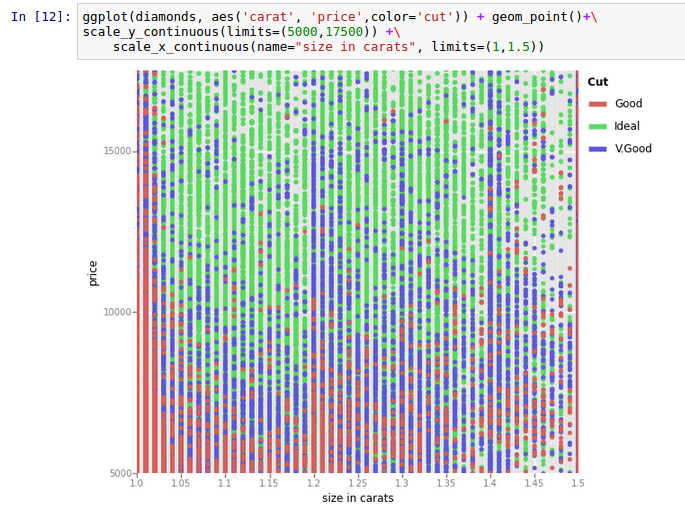 In [12]: ggplot(diamonds, aes('carat', 'price',color='cut')) + geom_point()+\
scale_y_continuous(limits=(5000,17500)) +\
scale_x_continuous(name="size in carats", limits=(1,1.5))
Cut
Good
Ideal
V.Good
15000
10000
5000
price
1.0 1.05 1.1 1.15 1.2 1.25 1.3 1.35 1.4 1.45 1.5
size in carats